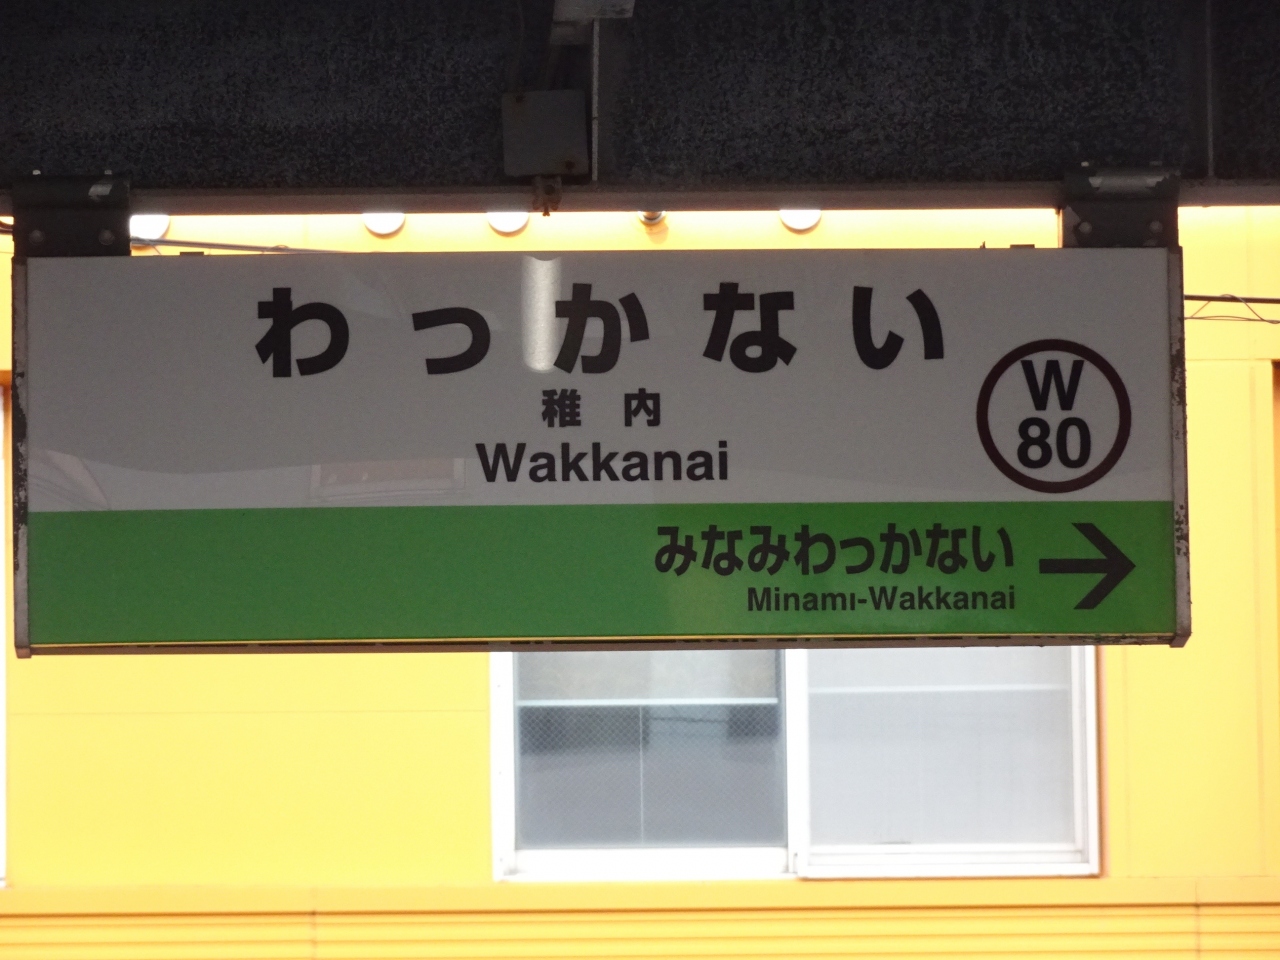 わっかない
稚内
Wakkanai
W
80
みなみわっかない →
Minami-Wakkanai